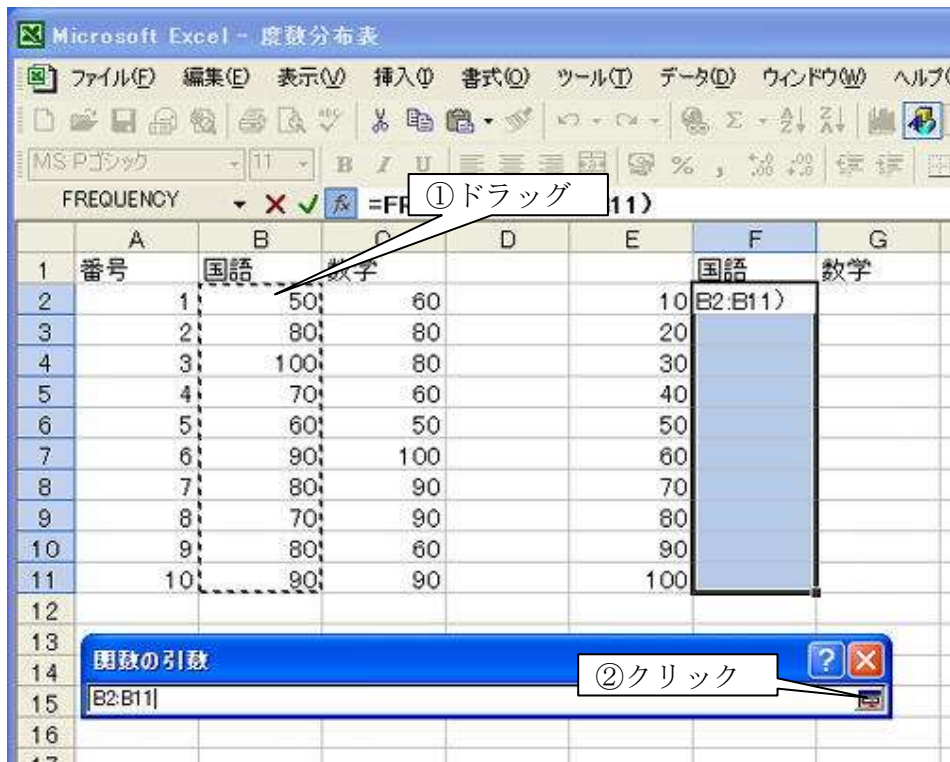 Microsoft Excel - 度数分布表
ファイル(F) 編集(E) 表示(V) 挿入(I) 書式(O) ツール(T) データ(D) ウィンドウ(W) ヘルプ(
MS Pゴシック 11 B I U
FREQUENCY =FR 11)
①ドラッグ
A B C D E F G
1 番号 国語 数学 国語 数学
2 1 50 60 10 B2:B11)
3 2 80 80 20
4 3 100 80 30
5 4 70 60 40
6 5 60 50 50
7 6 90 100 60
8 7 80 90 70
9 8 70 90 80
10 9 80 60 90
11 10 90 90 100
12
13
関数の引数
14
②クリック
15 B2:B11
16
17